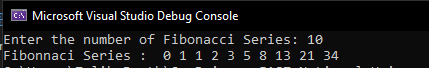 Microsoft Visual Studio Debug Console
Enter the number of Fibonacci Series: 10
Fibonnaci Series :  0 1 1 2 3 5 8 13 21 34